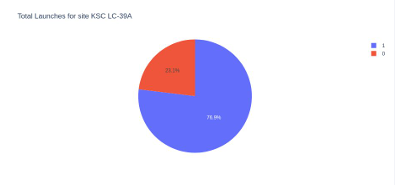 Total Launches for site KSC LC-39A
1
0
23.1%
76.9%